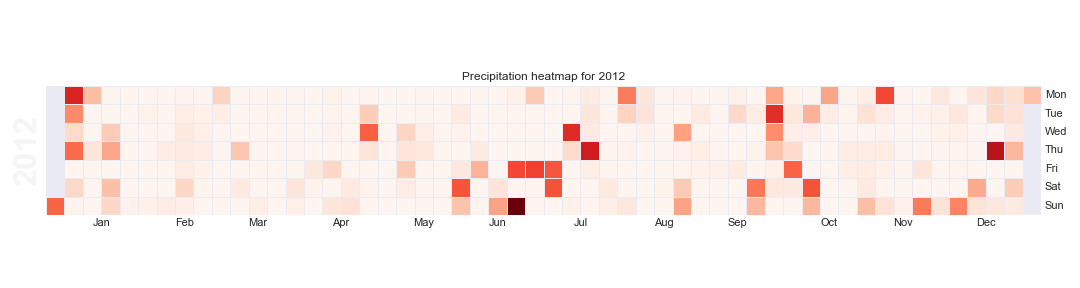 Precipitation heatmap for 2012
2012
Mon
Tue
Wed
Thu
Fri
Sat
Sun
Jan Feb Mar Apr May Jun Jul Aug Sep Oct Nov Dec